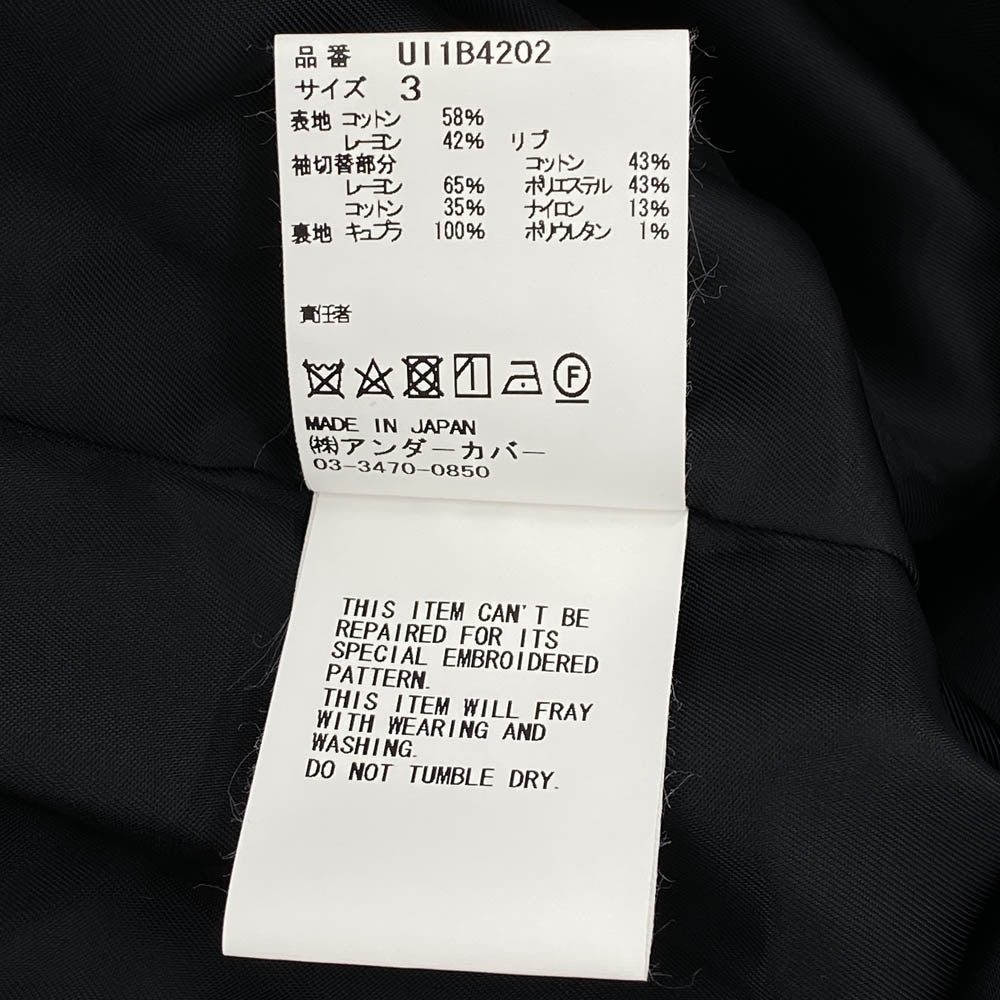 品番 UI1B4202
サイズ 3
表地 コットン 58%
レーヨン 42%
袖切替部分
レーヨン 65%
コットン 35%
裏地 キュプラ 100%
リブ
コットン 43%
ポリエステル 43%
ナイロン 13%
ポリウレタン 1%
責任者
F
MADE IN JAPAN
㈱アンダーカバー
03-3470-0850
THIS ITEM CAN'T BE
REPAIRED FOR ITS
SPECIAL EMBROIDERED
PATTERN.
THIS ITEM WILL FRAY
WITH WEARING AND
WASHING.
DO NOT TUMBLE DRY.